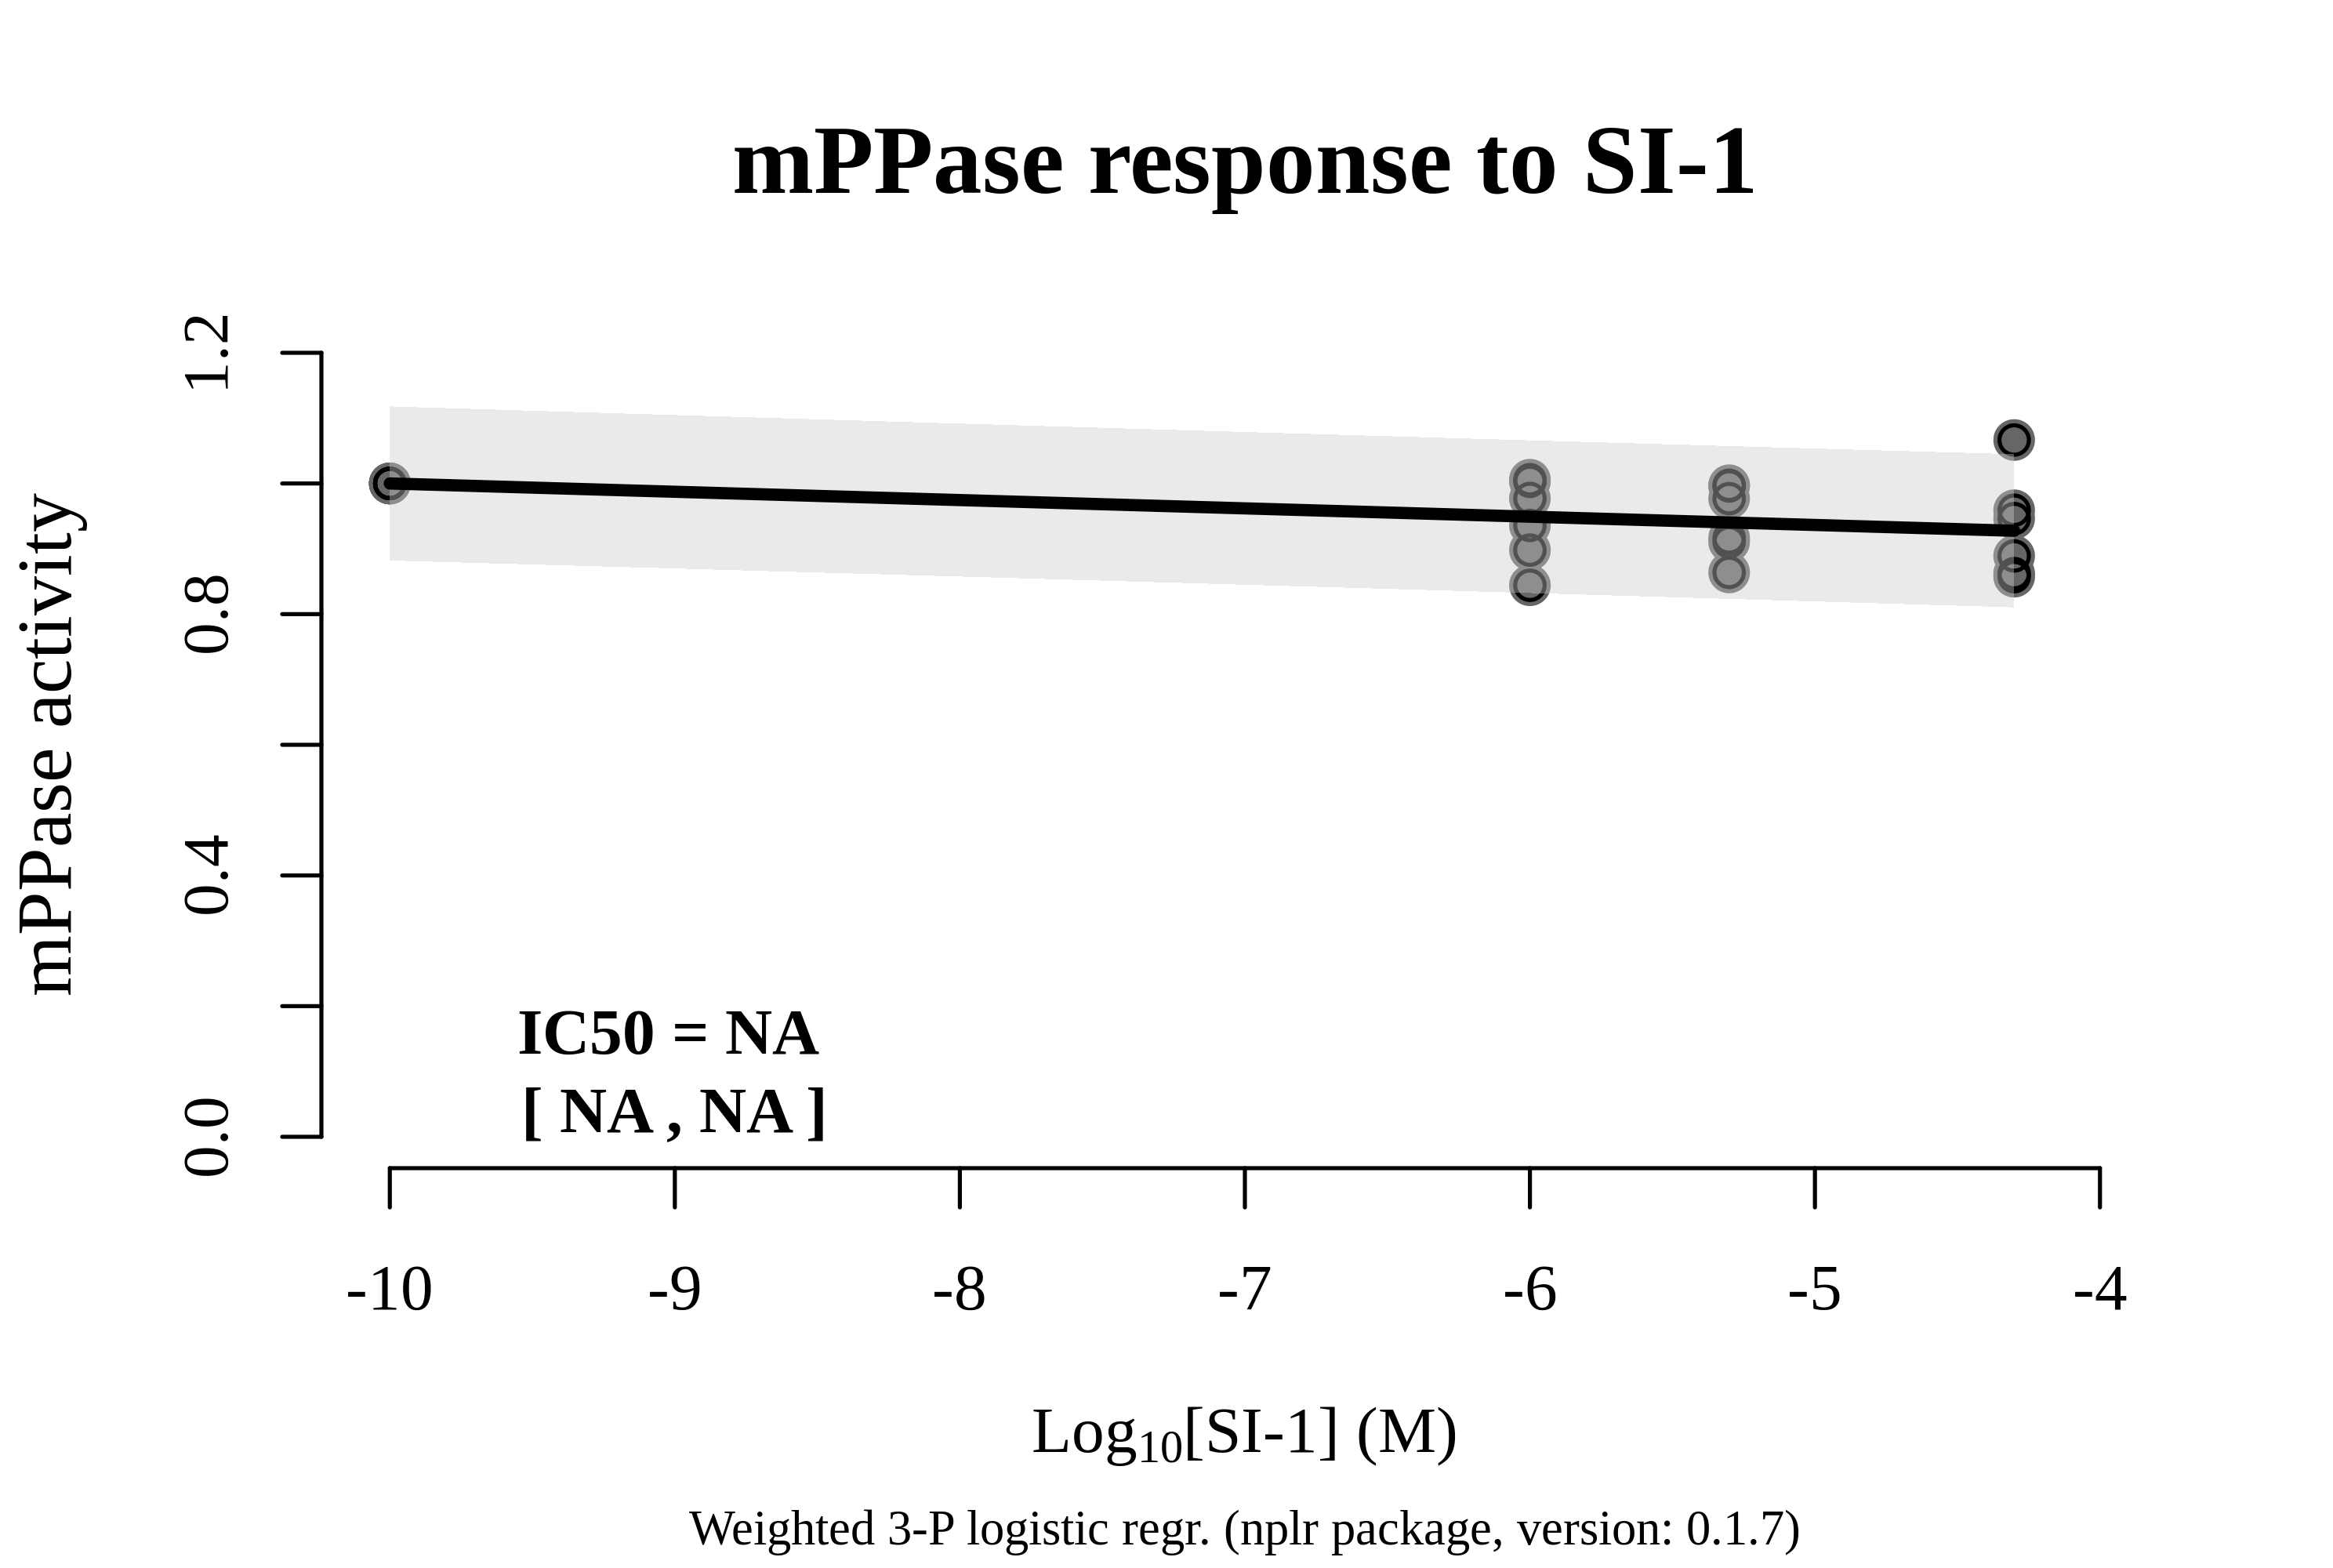 mPPase response to SI-1
mPPase activity
1.2
0.8
0.4
0.0
IC50 = NA
[ NA , NA ]
-10 -9 -8 -7 -6 -5 -4
Log10[SI-1] (M)
Weighted 3-P logistic regr. (nplr package, version: 0.1.7)